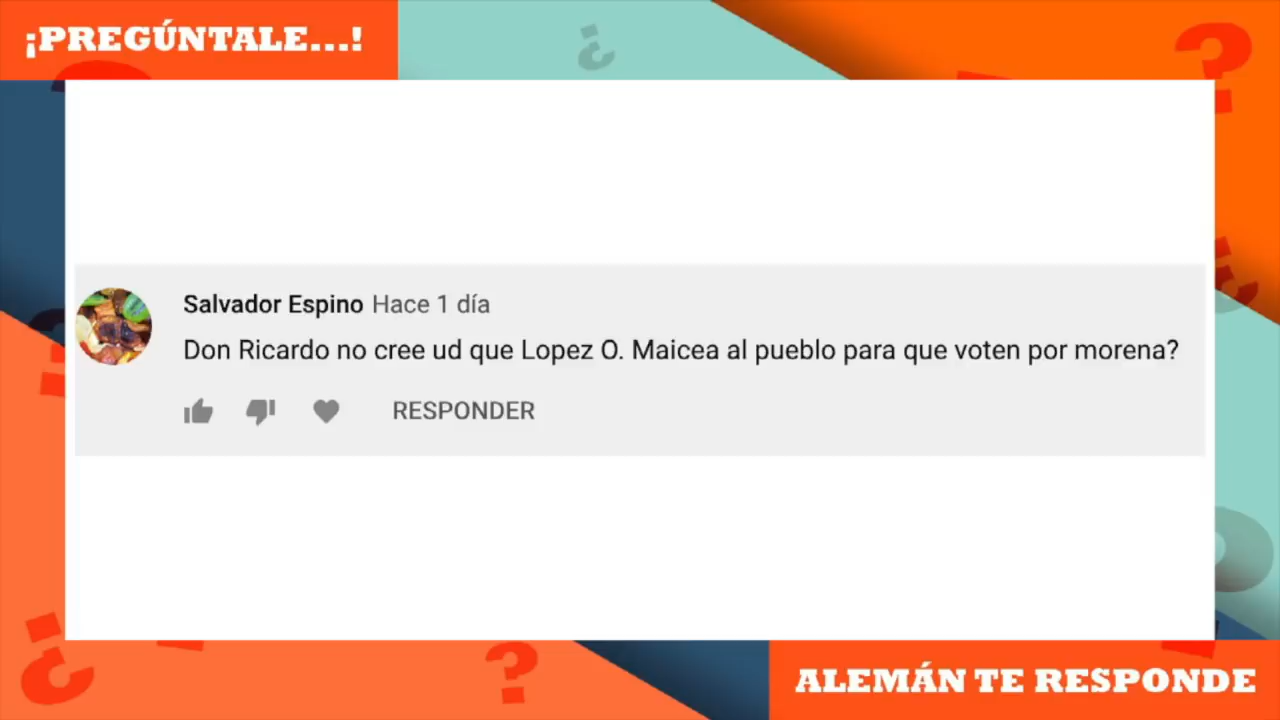 ¡PREGÚNTALE...!
Salvador Espino Hace 1 día
Don Ricardo no cree ud que Lopez O. Maicea al pueblo para que voten por morena?
RESPONDER
ALEMÁN TE RESPONDE